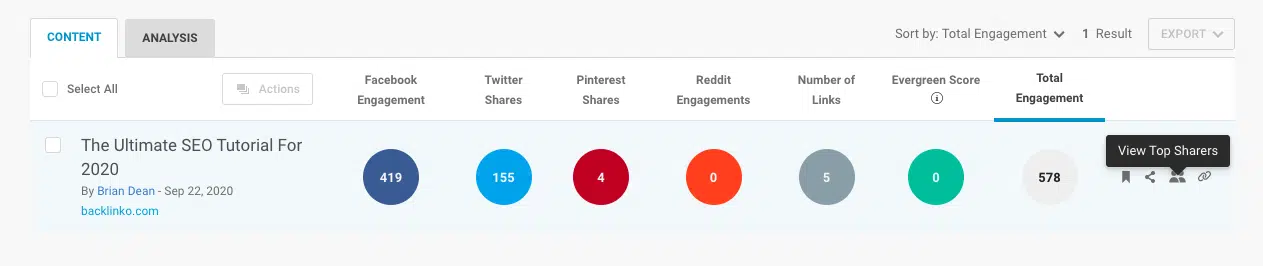 CONTENT
ANALYSIS
Sort by: Total Engagement
1 Result
EXPORT
Select All
Actions
Facebook
Engagement
Twitter
Shares
Pinterest
Shares
Reddit
Engagements
Number of
Links
Evergreen Score
Total
Engagement
The Ultimate SEO Tutorial For
2020
By Brian Dean - Sep 22, 2020
backlinko.com
419
155
4
0
5
0
578
View Top Sharers